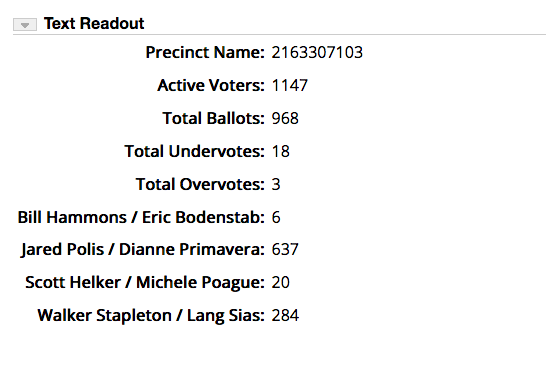 Text Readout
Precinct Name: 2163307103
Active Voters: 1147
Total Ballots: 968
Total Undervotes: 18
Total Overvotes: 3
Bill Hammons / Eric Bodenstab: 6
Jared Polis / Dianne Primavera: 637
Scott Helker / Michele Poague: 20
Walker Stapleton / Lang Sias: 284